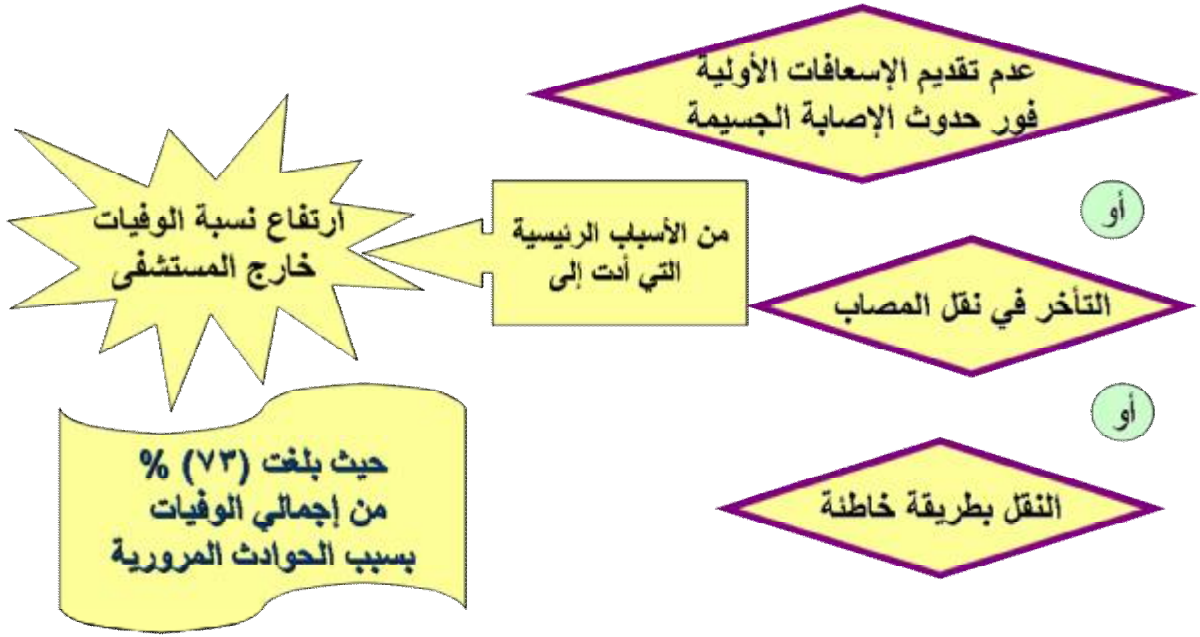 عدم تقديم الإسعافات الأولية
فور حدوث الإصابة الجسيمة
أو
التأخر في نقل المصاب
أو
النقل بطريقة خاطئة
من الأسباب الرئيسية
التي أدت إلى
ارتفاع نسبة الوفيات
خارج المستشفى
حيث بلغت (٧٣) %
من إجمالي الوفيات
بسبب الحوادث المرورية